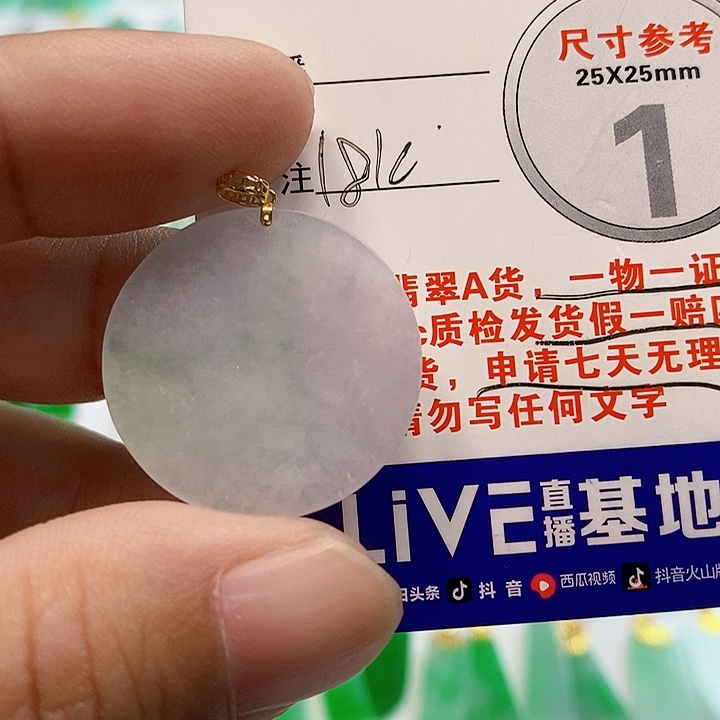 尺寸参考
25X25mm
1
注 181c
翡翠A货，一物一证
c质检发货假一赔
货，申请七天无理
请勿写任何文字
LiVE直播基地
头条 抖音 西瓜视频 抖音火山版